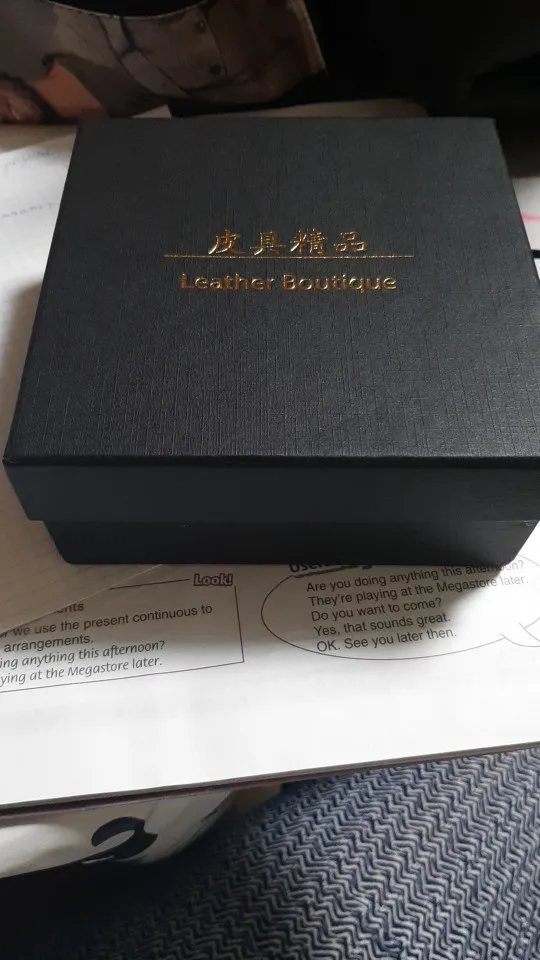 皮具精品
Leather Boutique
Look!
we use the present continuous to
arrangements.
ing anything this afternoon?
ying at the Megastore later.
Are you doing anything this afternoon?
They're playing at the Megastore later.
Do you want to come?
Yes, that sounds great.
OK. See you later then.